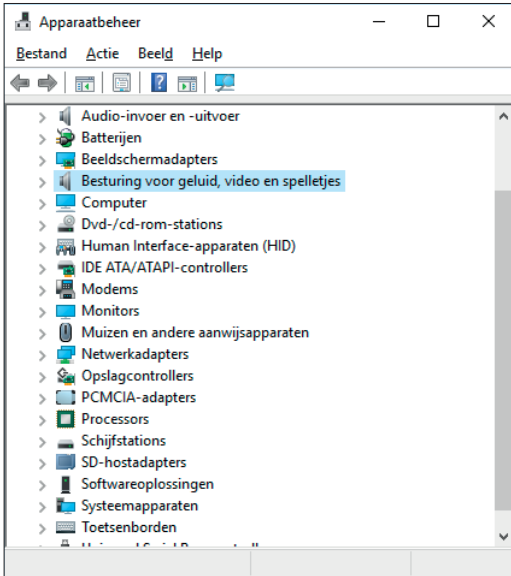 Apparaatbeheer
Bestand Actie Beeld Help
Audio-invoer en -uitvoer
Batterijen
Beeldschermadapters
Besturing voor geluid, video en spelletjes
Computer
Dvd-/cd-rom-stations
Human Interface-apparaten (HID)
IDE ATA/ATAPI-controllers
Modems
Monitors
Muizen en andere aanwijsapparaten
Netwerkadapters
Opslagcontrollers
PCMCIA-adapters
Processors
Schijfstations
SD-hostadapters
Softwareoplossingen
Systeemapparaten
Toetsenborden